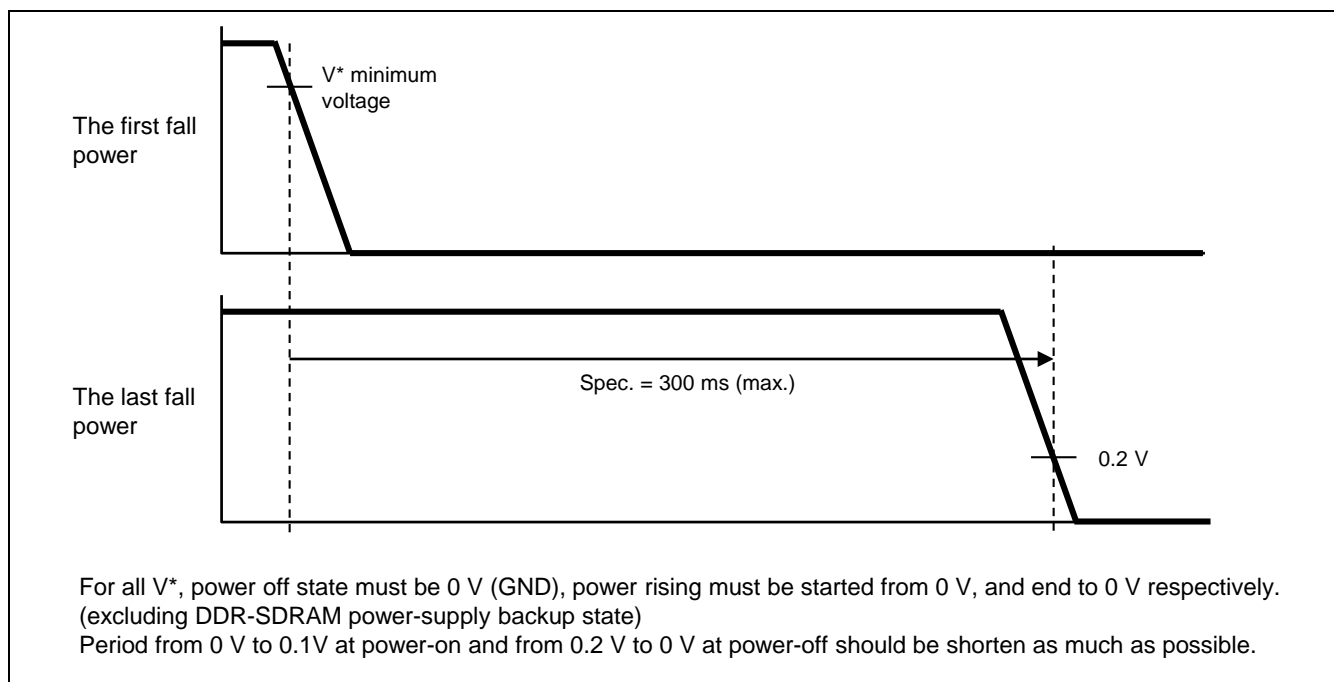 V* minimum
voltage
The first fall
power
Spec. = 300 ms (max.)
The last fall
power
0.2 V
For all V*, power off state must be 0 V (GND), power rising must be started from 0 V, and end to 0 V respectively.
(excluding DDR-SDRAM power-supply backup state)
Period from 0 V to 0.1V at power-on and from 0.2 V to 0 V at power-off should be shorten as much as possible.